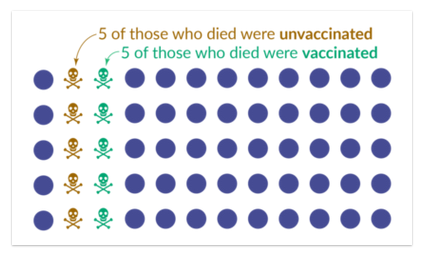 5 of those who died were unvaccinated
5 of those who died were vaccinated